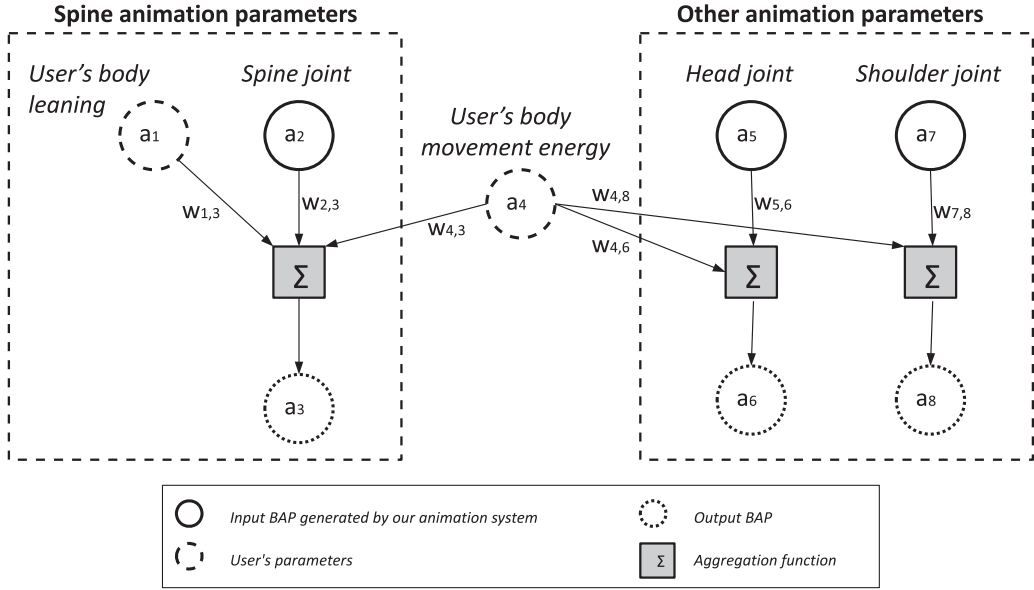 Spine animation parameters
Other animation parameters
User's body
leaning
Spine joint
User's body
movement energy
Head joint
Shoulder joint
a1
a2
a4
a5
a7
w1,3
w2,3
w4,3
w4,8
w4,6
w5,6
w7,8
Σ
Σ
Σ
a3
a6
a8
Input BAP generated by our animation system
Output BAP
User's parameters
Σ
Aggregation function